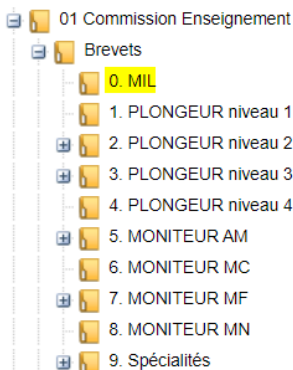 01 Commission Enseignement
Brevets
0. MIL
1. PLONGEUR niveau 1
2. PLONGEUR niveau 2
3. PLONGEUR niveau 3
4. PLONGEUR niveau 4
5. MONITEUR AM
6. MONITEUR MC
7. MONITEUR MF
8. MONITEUR MN
9. Spécialités